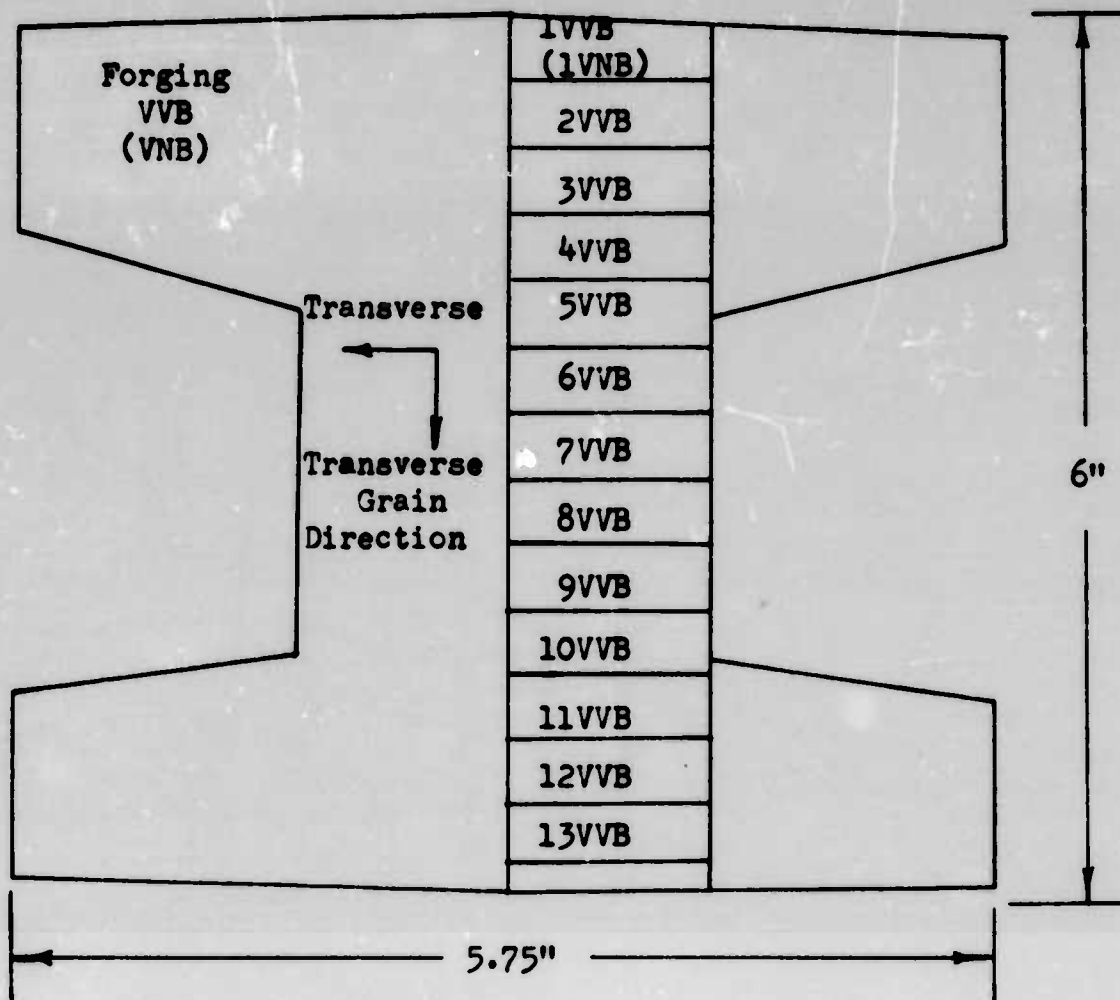 Forging
VVB
(VNB)
1VVB
(1VNB)
2VVB
3VVB
4VVB
5VVB
6VVB
7VVB
8VVB
9VVB
10VVB
11VVB
12VVB
13VVB
Transverse
Transverse
Grain
Direction
6"
5.75"